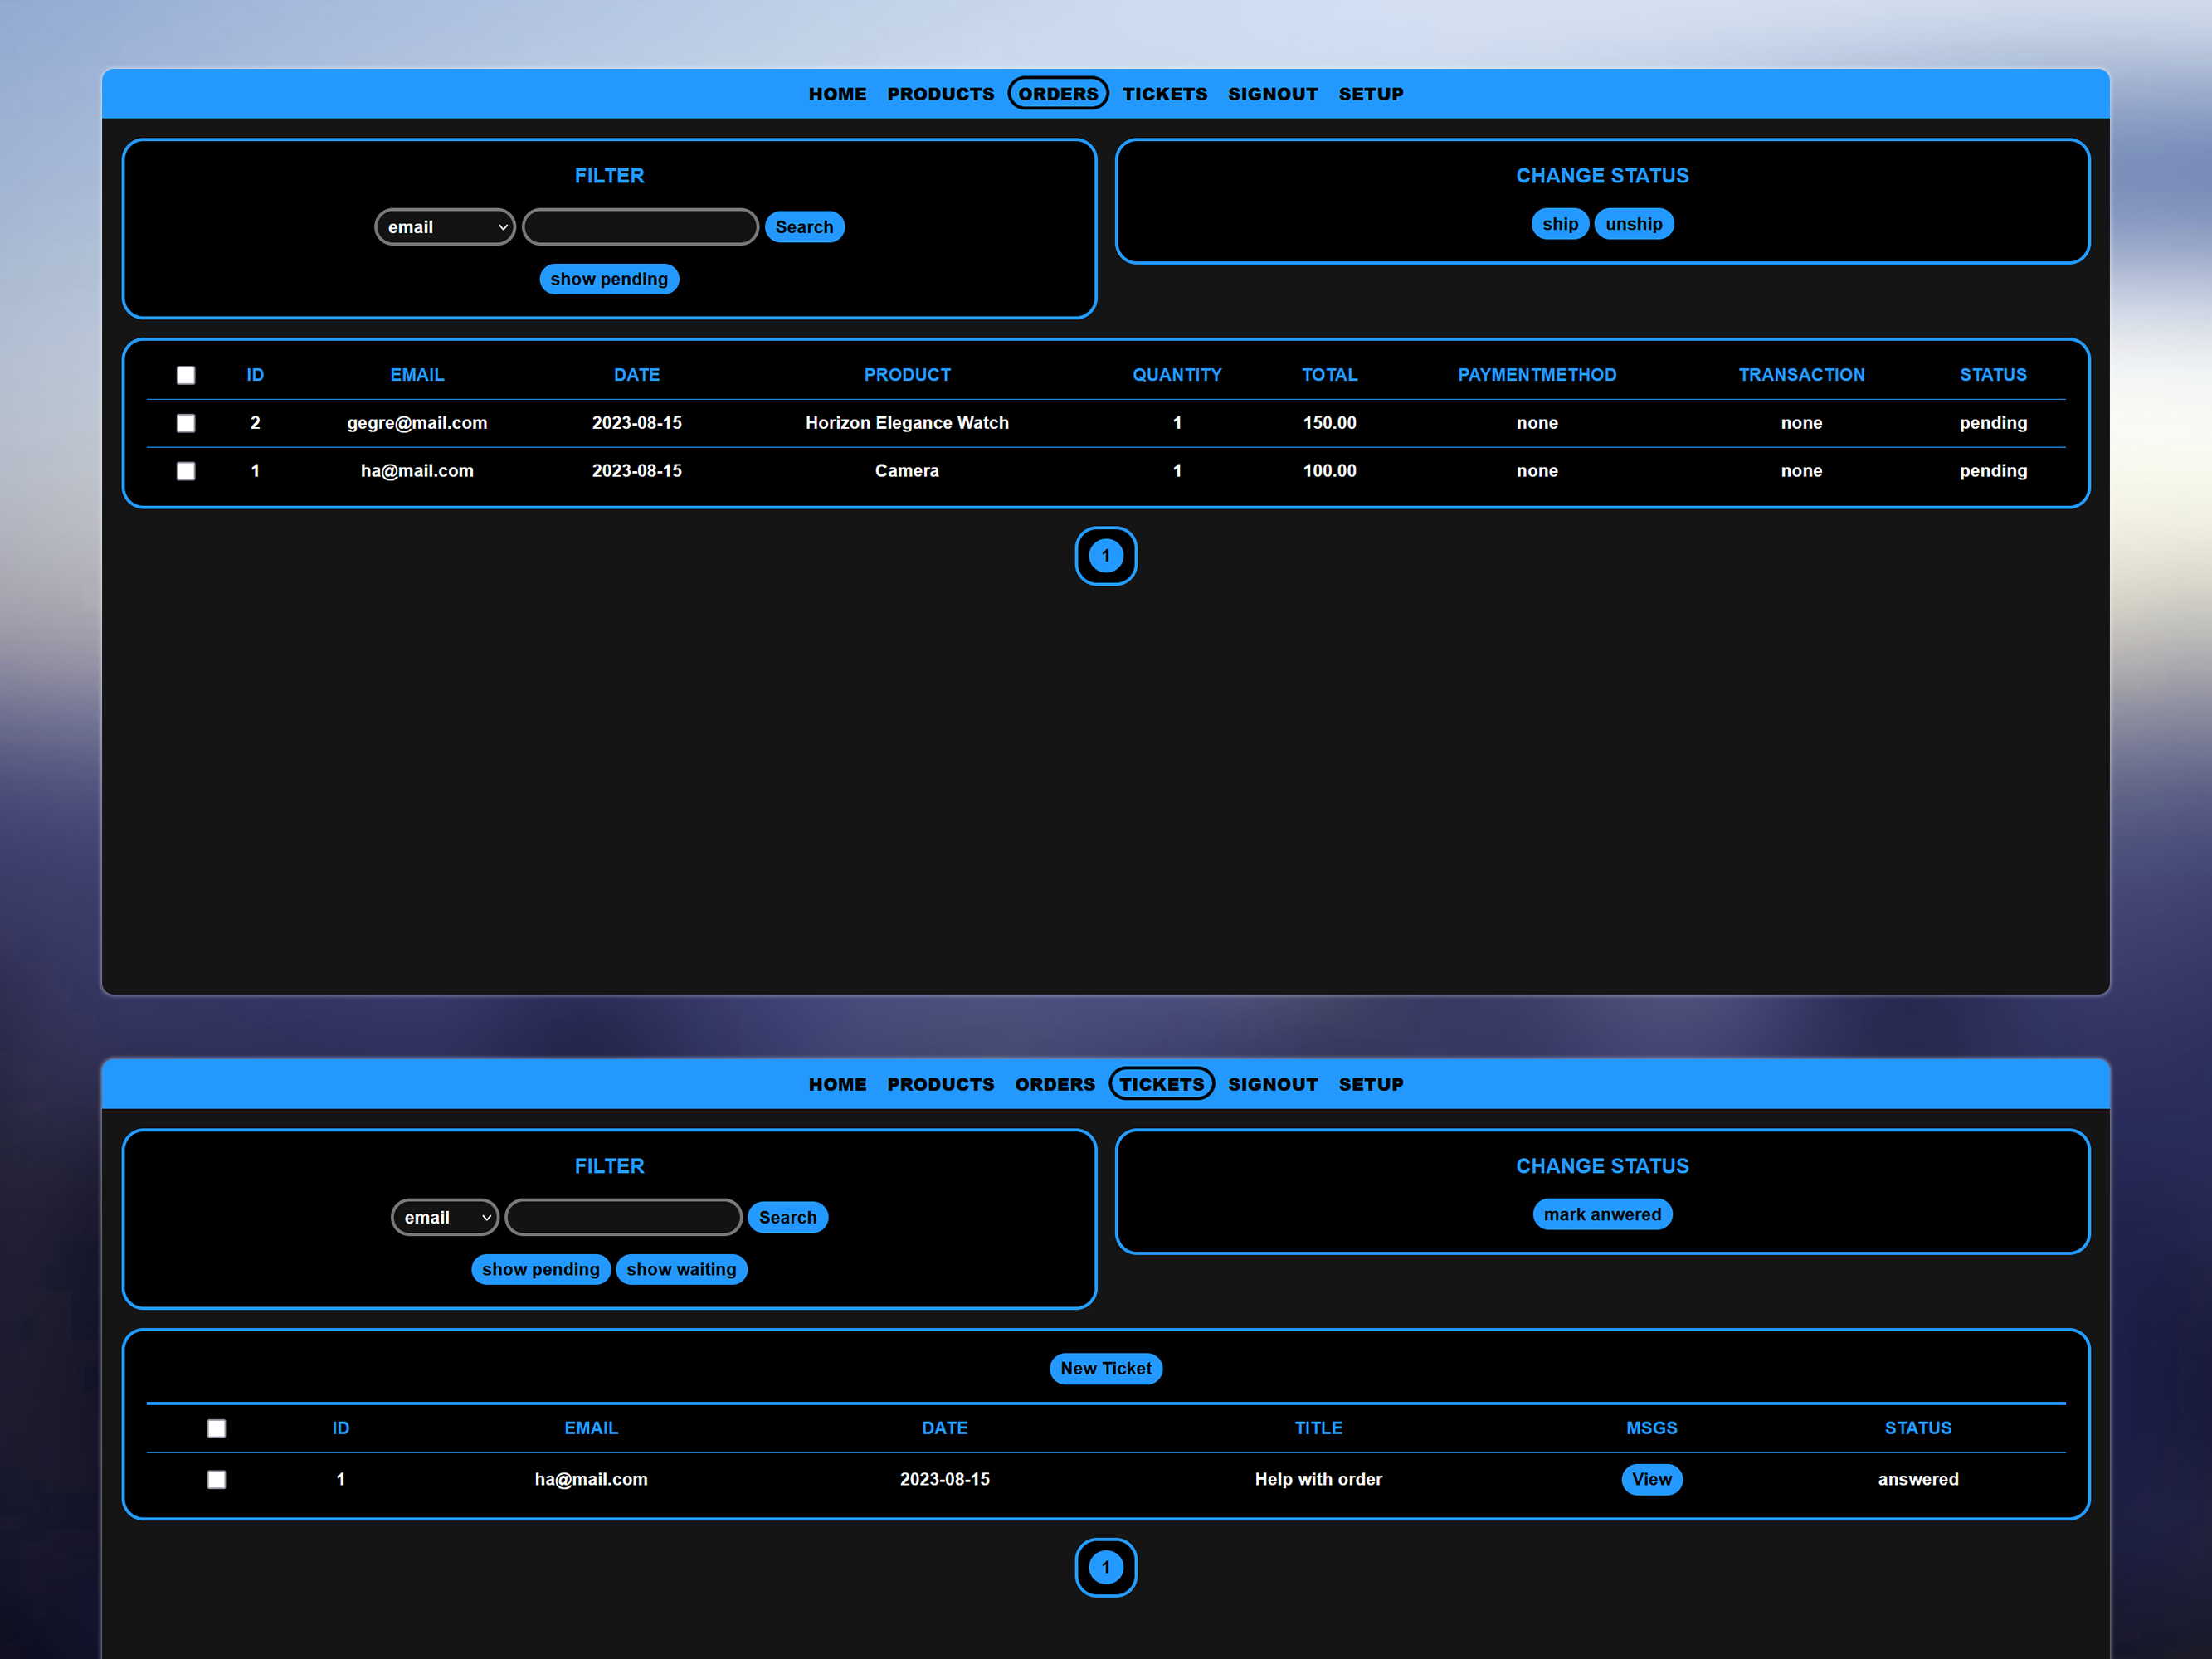 HOME PRODUCTS ORDERS TICKETS SIGNOUT SETUP
FILTER
email Search
show pending
CHANGE STATUS
ship unship
ID EMAIL DATE PRODUCT QUANTITY TOTAL PAYMENTMETHOD TRANSACTION STATUS
2 gegre@mail.com 2023-08-15 Horizon Elegance Watch 1 150.00 none none pending
1 ha@mail.com 2023-08-15 Camera 1 100.00 none none pending
1
HOME PRODUCTS ORDERS TICKETS SIGNOUT SETUP
FILTER
email Search
show pending show waiting
CHANGE STATUS
mark anwered
New Ticket
ID EMAIL DATE TITLE MSGS STATUS
1 ha@mail.com 2023-08-15 Help with order View answered
1